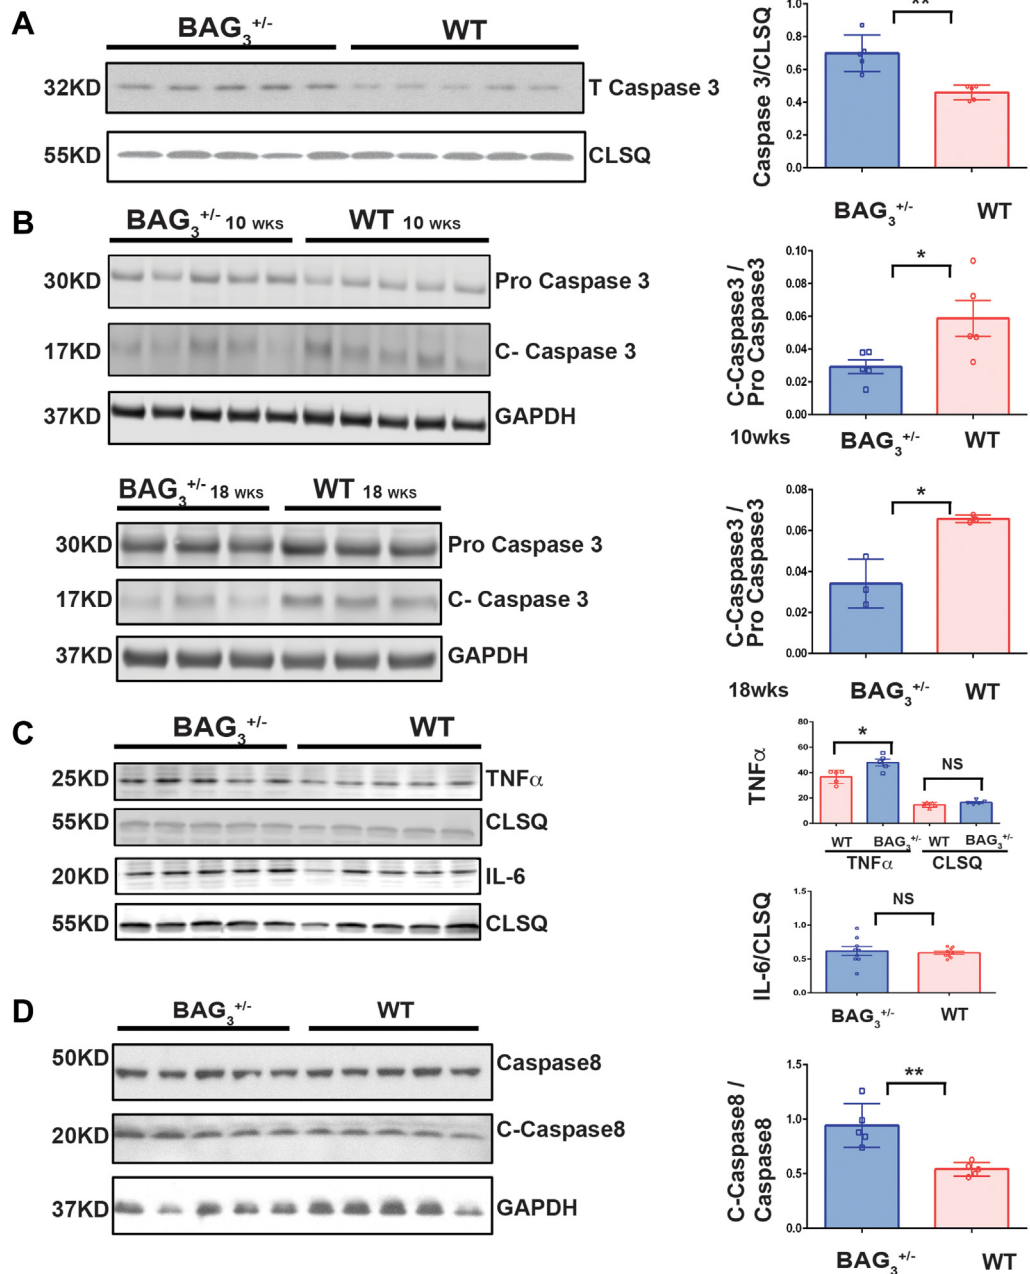 A
BAG3+/- WT
32KD T Caspase 3
55KD CLSQ
**
Caspase 3/CLSQ
1.0
0.8
0.6
0.4
0.2
0.0
BAG3+/- WT
B
BAG3+/- 10 WKS WT 10 WKS
30KD Pro Caspase 3
17KD C- Caspase 3
37KD GAPDH
*
C-Caspase3 /
Pro Caspase3
0.10
0.08
0.06
0.04
0.02
0.00
10wks BAG3+/- WT
BAG3+/- 18 WKS WT 18 WKS
30KD Pro Caspase 3
17KD C- Caspase 3
37KD GAPDH
*
C-Caspase3 /
Pro Caspase3
0.08
0.06
0.04
0.02
0.00
18wks BAG3+/- WT
C
BAG3+/- WT
25KD TNFα
55KD CLSQ
20KD IL-6
55KD CLSQ
* NS
TNFα
80
60
40
20
0
WT BAG3+/- WT BAG3+/-
TNFα CLSQ
NS
IL-6/CLSQ
1.5
1.0
0.5
0.0
BAG3+/- WT
D
BAG3+/- WT
50KD Caspase8
20KD C-Caspase8
37KD GAPDH
**
C-Caspase8 /
Caspase8
1.5
1.0
0.5
0.0
BAG3+/- WT